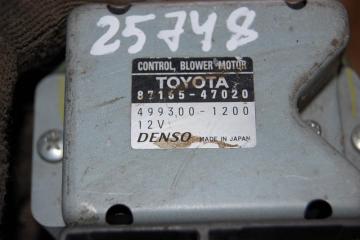 25748
CONTROL, BLOWER MOTOR
TOYOTA
87165-47020
499300-1200
12V
DENSO MADE IN JAPAN